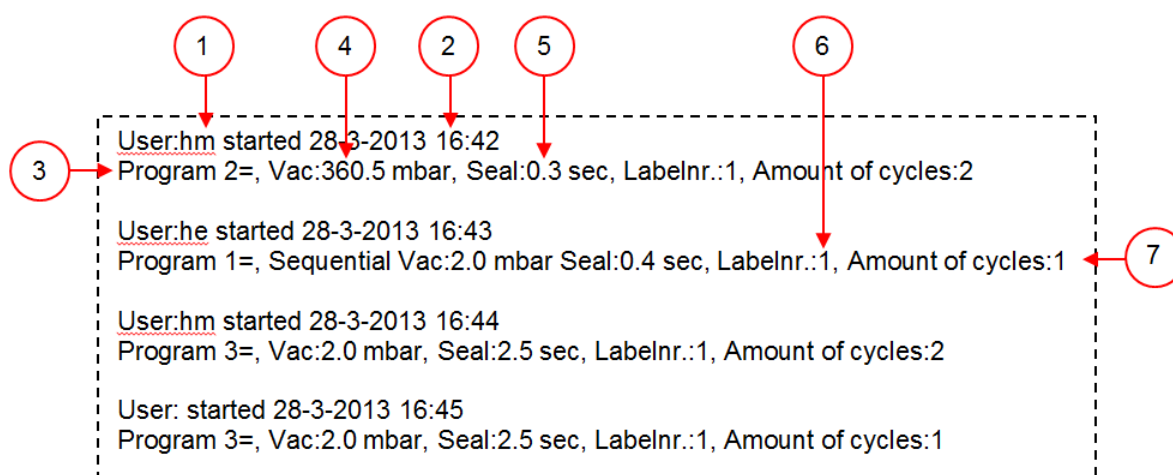 1 4 2 5 6
User:hm started 28-3-2013 16:42
3 Program 2=, Vac:360.5 mbar, Seal:0.3 sec, Labelnr.:1, Amount of cycles:2
User:he started 28-3-2013 16:43
Program 1=, Sequential Vac:2.0 mbar Seal:0.4 sec, Labelnr.:1, Amount of cycles:1 7
User:hm started 28-3-2013 16:44
Program 3=, Vac:2.0 mbar, Seal:2.5 sec, Labelnr.:1, Amount of cycles:2
User: started 28-3-2013 16:45
Program 3=, Vac:2.0 mbar, Seal:2.5 sec, Labelnr.:1, Amount of cycles:1